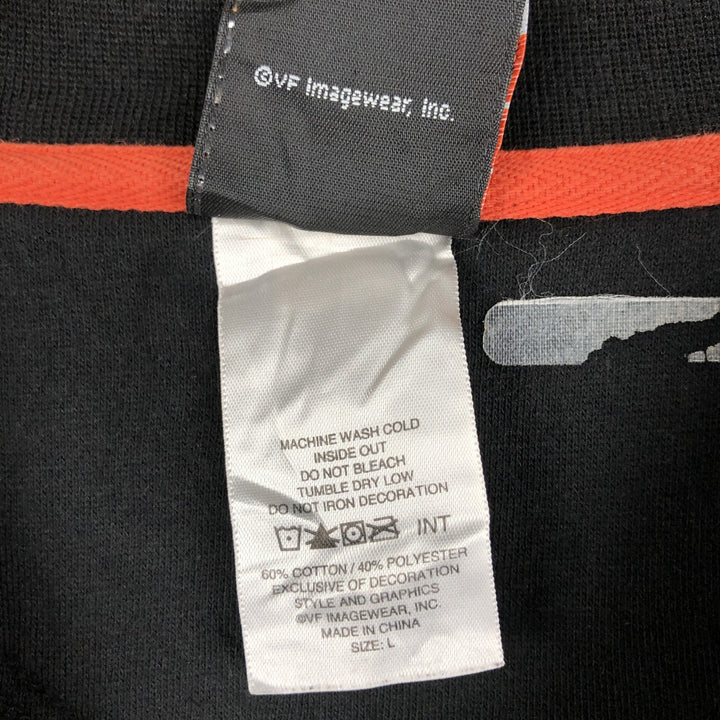 ©VF Imagewear, Inc.
MACHINE WASH COLD
INSIDE OUT
DO NOT BLEACH
TUMBLE DRY LOW
DO NOT IRON DECORATION
INT
60% COTTON / 40% POLYESTER
EXCLUSIVE OF DECORATION
STYLE AND GRAPHICS
©VF IMAGEWEAR, INC.
MADE IN CHINA
SIZE: L